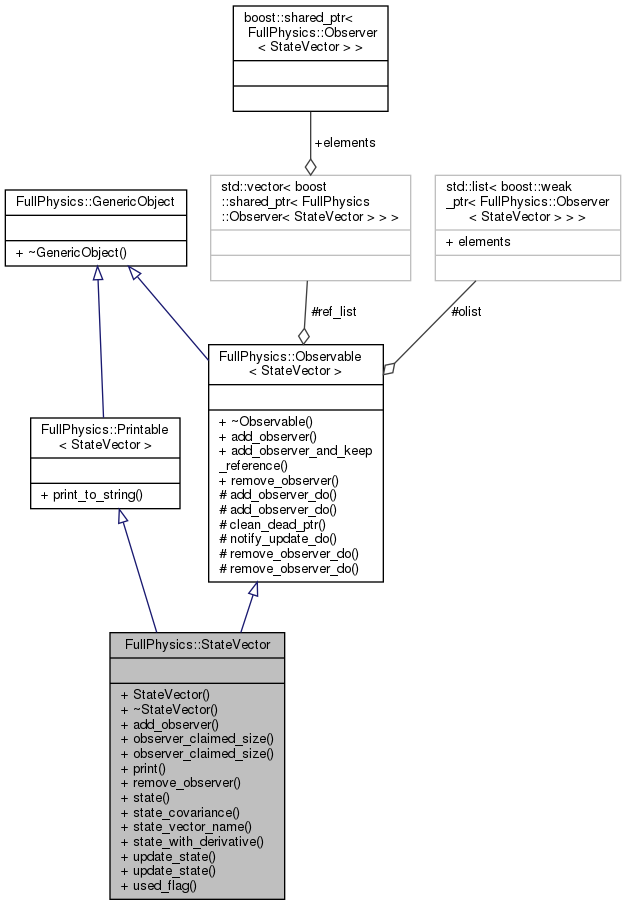 boost::shared_ptr<
FullPhysics::Observer
< StateVector > >
+elements
FullPhysics::GenericObject
+ ~GenericObject()
std::vector< boost
::shared_ptr< FullPhysics
::Observer< StateVector > > >
std::list< boost::weak
_ptr< FullPhysics::Observer
< StateVector > > >
+ elements
#ref_list
#olist
FullPhysics::Observable
< StateVector >
+ ~Observable()
+ add_observer()
+ add_observer_and_keep
_reference()
+ remove_observer()
# add_observer_do()
# add_observer_do()
# clean_dead_ptr()
# notify_update_do()
# remove_observer_do()
# remove_observer_do()
FullPhysics::Printable
< StateVector >
+ print_to_string()
FullPhysics::StateVector
+ StateVector()
+ ~StateVector()
+ add_observer()
+ observer_claimed_size()
+ observer_claimed_size()
+ print()
+ remove_observer()
+ state()
+ state_covariance()
+ state_vector_name()
+ state_with_derivative()
+ update_state()
+ update_state()
+ used_flag()